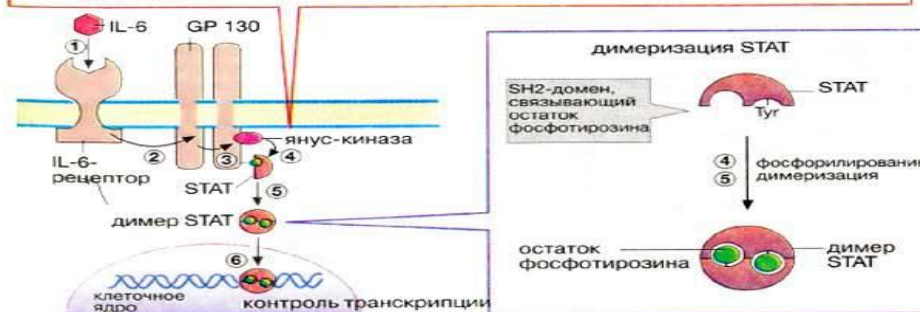 IL-6
GP 130
①
IL-6-
рецептор
②
③
янус-киназа
④
STAT
⑤
димер STAT
⑥
клеточное
ядро
контроль транскрипции
димеризация STAT
SH2-домен,
связывающий
остаток
фосфотирозина
STAT
Tyr
④ фосфорилирование
⑤ димеризация
остаток
фосфотирозина
димер
STAT